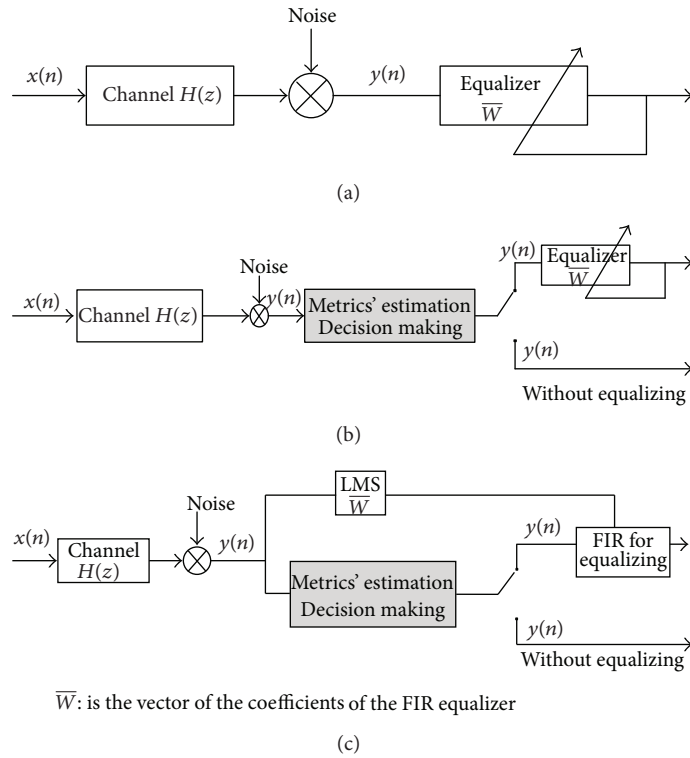 Noise
x(n)
Channel H(z)
y(n)
Equalizer
W̅
(a)
Noise
x(n)
Channel H(z)
y(n)
Metrics' estimation
Decision making
y(n)
Equalizer
W̅
y(n)
Without equalizing
(b)
Noise
x(n)
Channel
H(z)
y(n)
LMS
W̅
Metrics' estimation
Decision making
y(n)
FIR for
equalizing
y(n)
Without equalizing
W̅: is the vector of the coefficients of the FIR equalizer
(c)